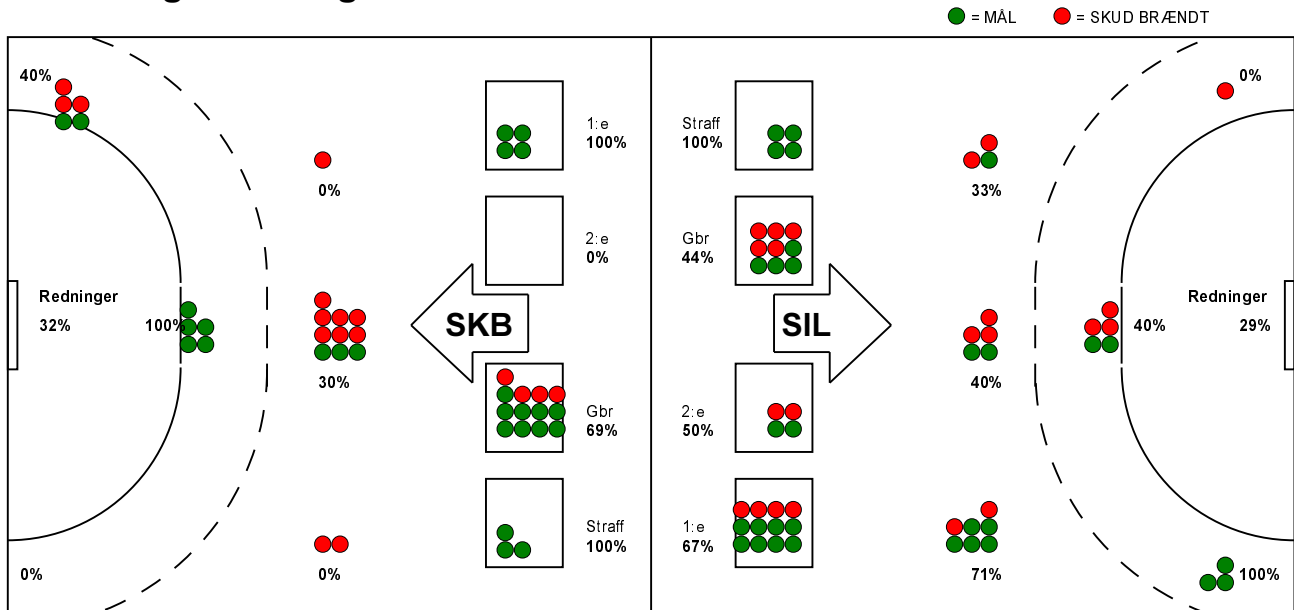 = MÅL
= SKUD BRÆNDT
40%
0%
1:e
100%
Straff
100%
0%
33%
2:e
0%
Gbr
44%
Redninger
32%
100%
SKB
SIL
40%
Redninger
29%
30%
40%
Gbr
69%
2:e
50%
Straff
100%
1:e
67%
0%
0%
71%
100%